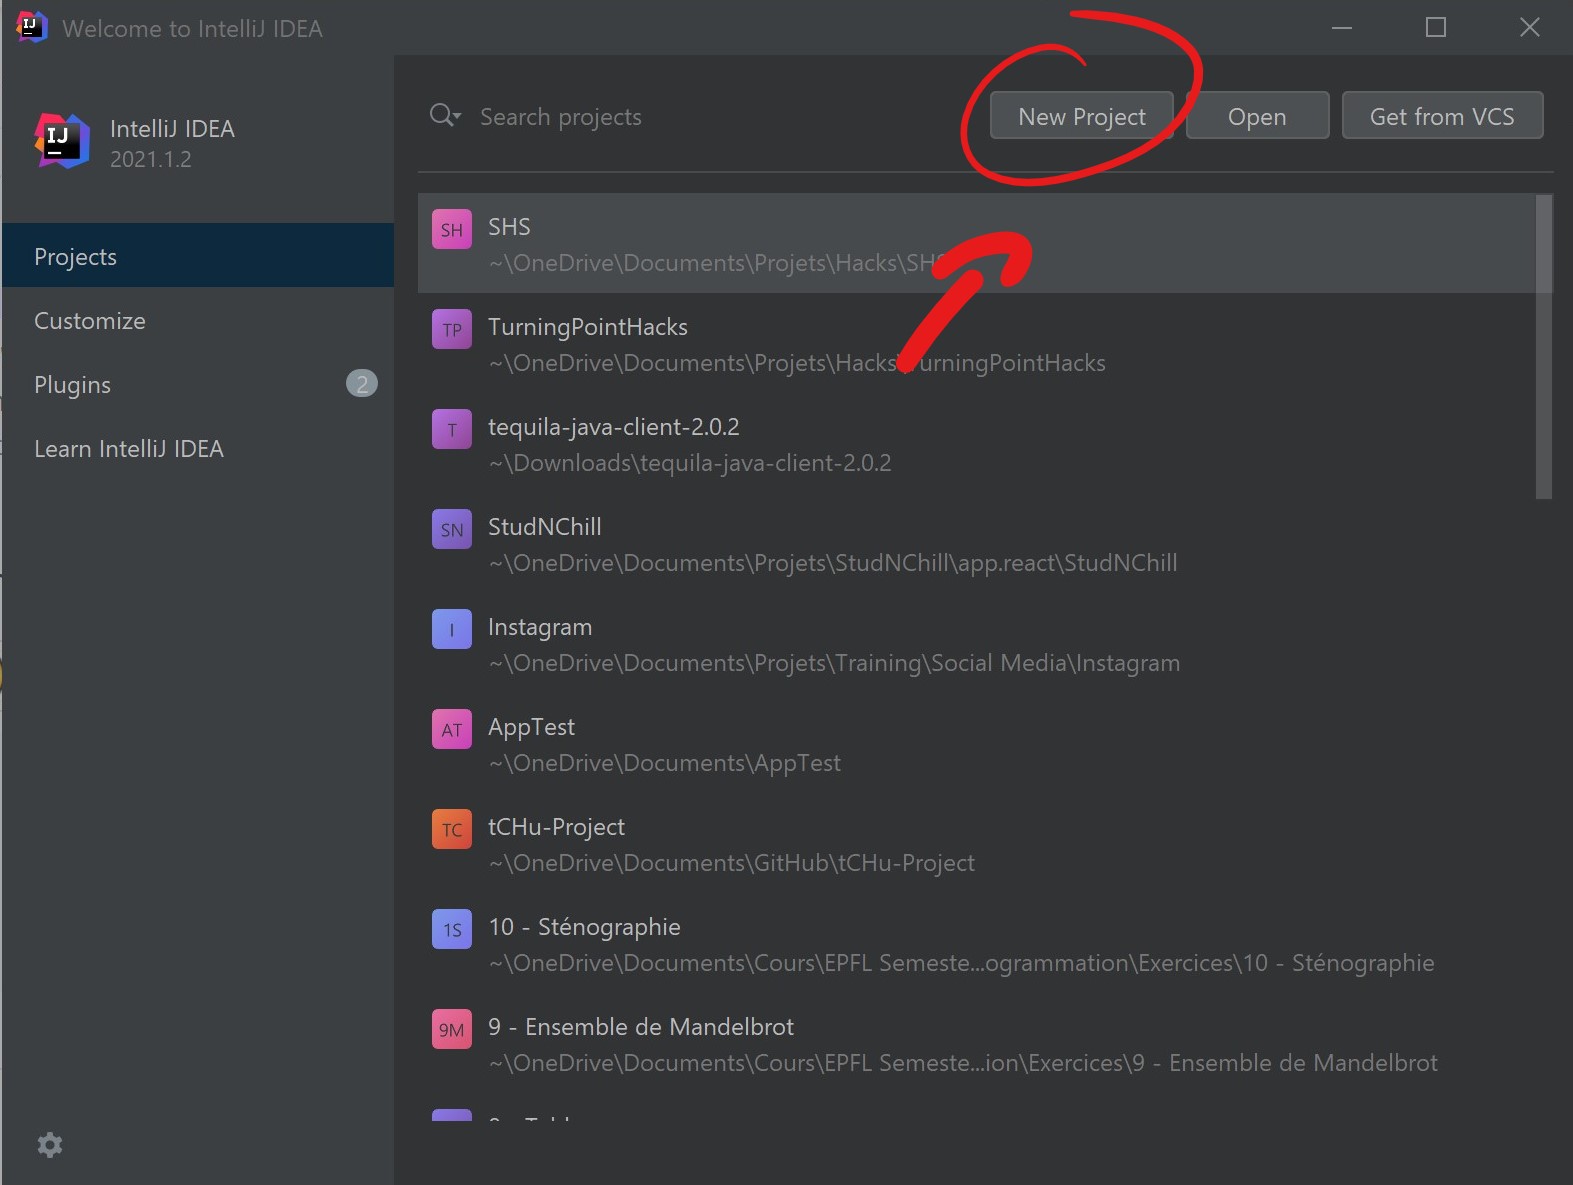 Welcome to IntelliJ IDEA
IntelliJ IDEA
2021.1.2
Projects
Customize
Plugins
2
Learn IntelliJ IDEA
Search projects
New Project
Open
Get from VCS
SH
SHS
~\OneDrive\Documents\Projets\Hacks\SHS
TP
TurningPointHacks
~\OneDrive\Documents\Projets\Hacks\TurningPointHacks
T
tequila-java-client-2.0.2
~\Downloads\tequila-java-client-2.0.2
SN
StudNChill
~\OneDrive\Documents\Projets\StudNChill\app.react\StudNChill
I
Instagram
~\OneDrive\Documents\Projets\Training\Social Media\Instagram
AT
AppTest
~\OneDrive\Documents\AppTest
TC
tCHu-Project
~\OneDrive\Documents\GitHub\tCHu-Project
1S
10 - Sténographie
~\OneDrive\Documents\Cours\EPFL Semeste...ogrammation\Exercices\10 - Sténographie
9M
9 - Ensemble de Mandelbrot
~\OneDrive\Documents\Cours\EPFL Semeste...ion\Exercices\9 - Ensemble de Mandelbrot